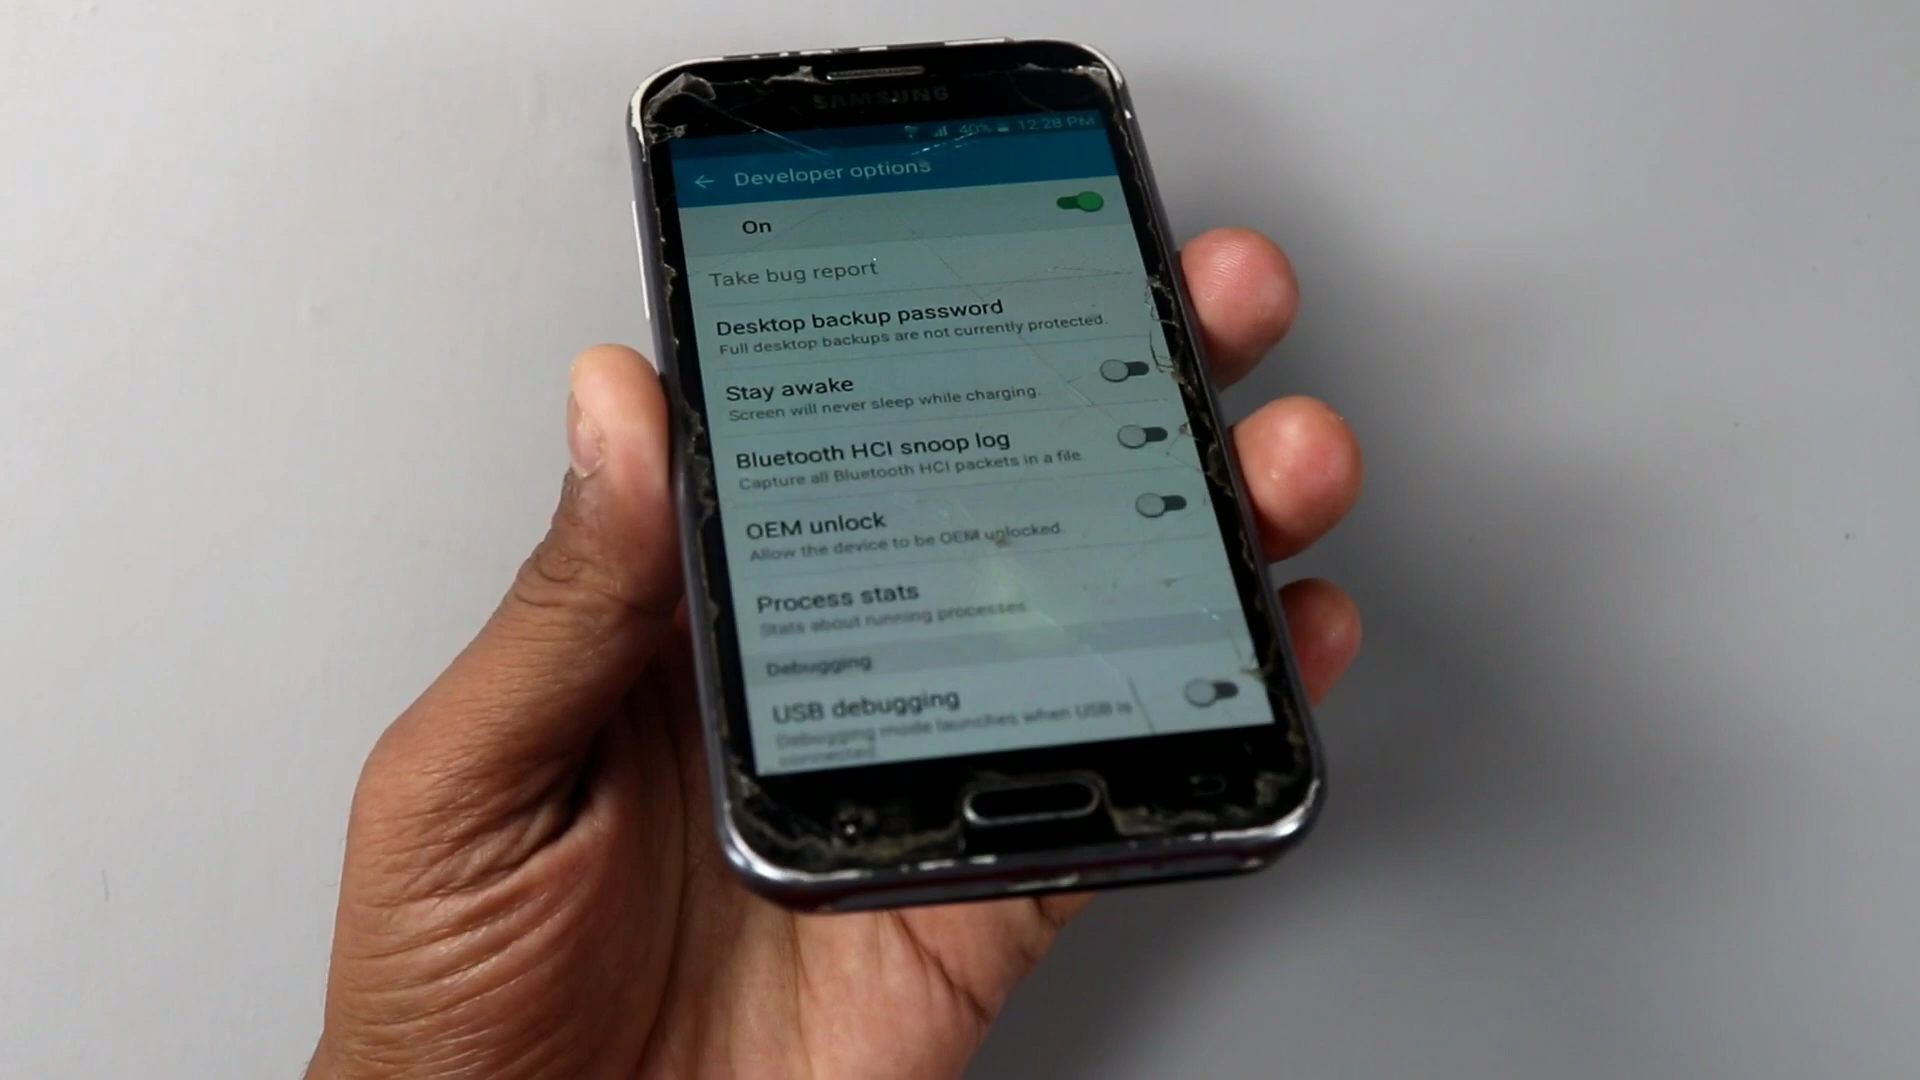 SAMSUNG
40% 12:28 PM
Developer options
On
Take bug report
Desktop backup password
Full desktop backups are not currently protected.
Stay awake
Screen will never sleep while charging.
Bluetooth HCI snoop log
Capture all Bluetooth HCI packets in a file.
OEM unlock
Allow the device to be OEM unlocked.
Process stats
Stats about running processes
Debugging
USB debugging
Debugging mode launches when USB is
connected.